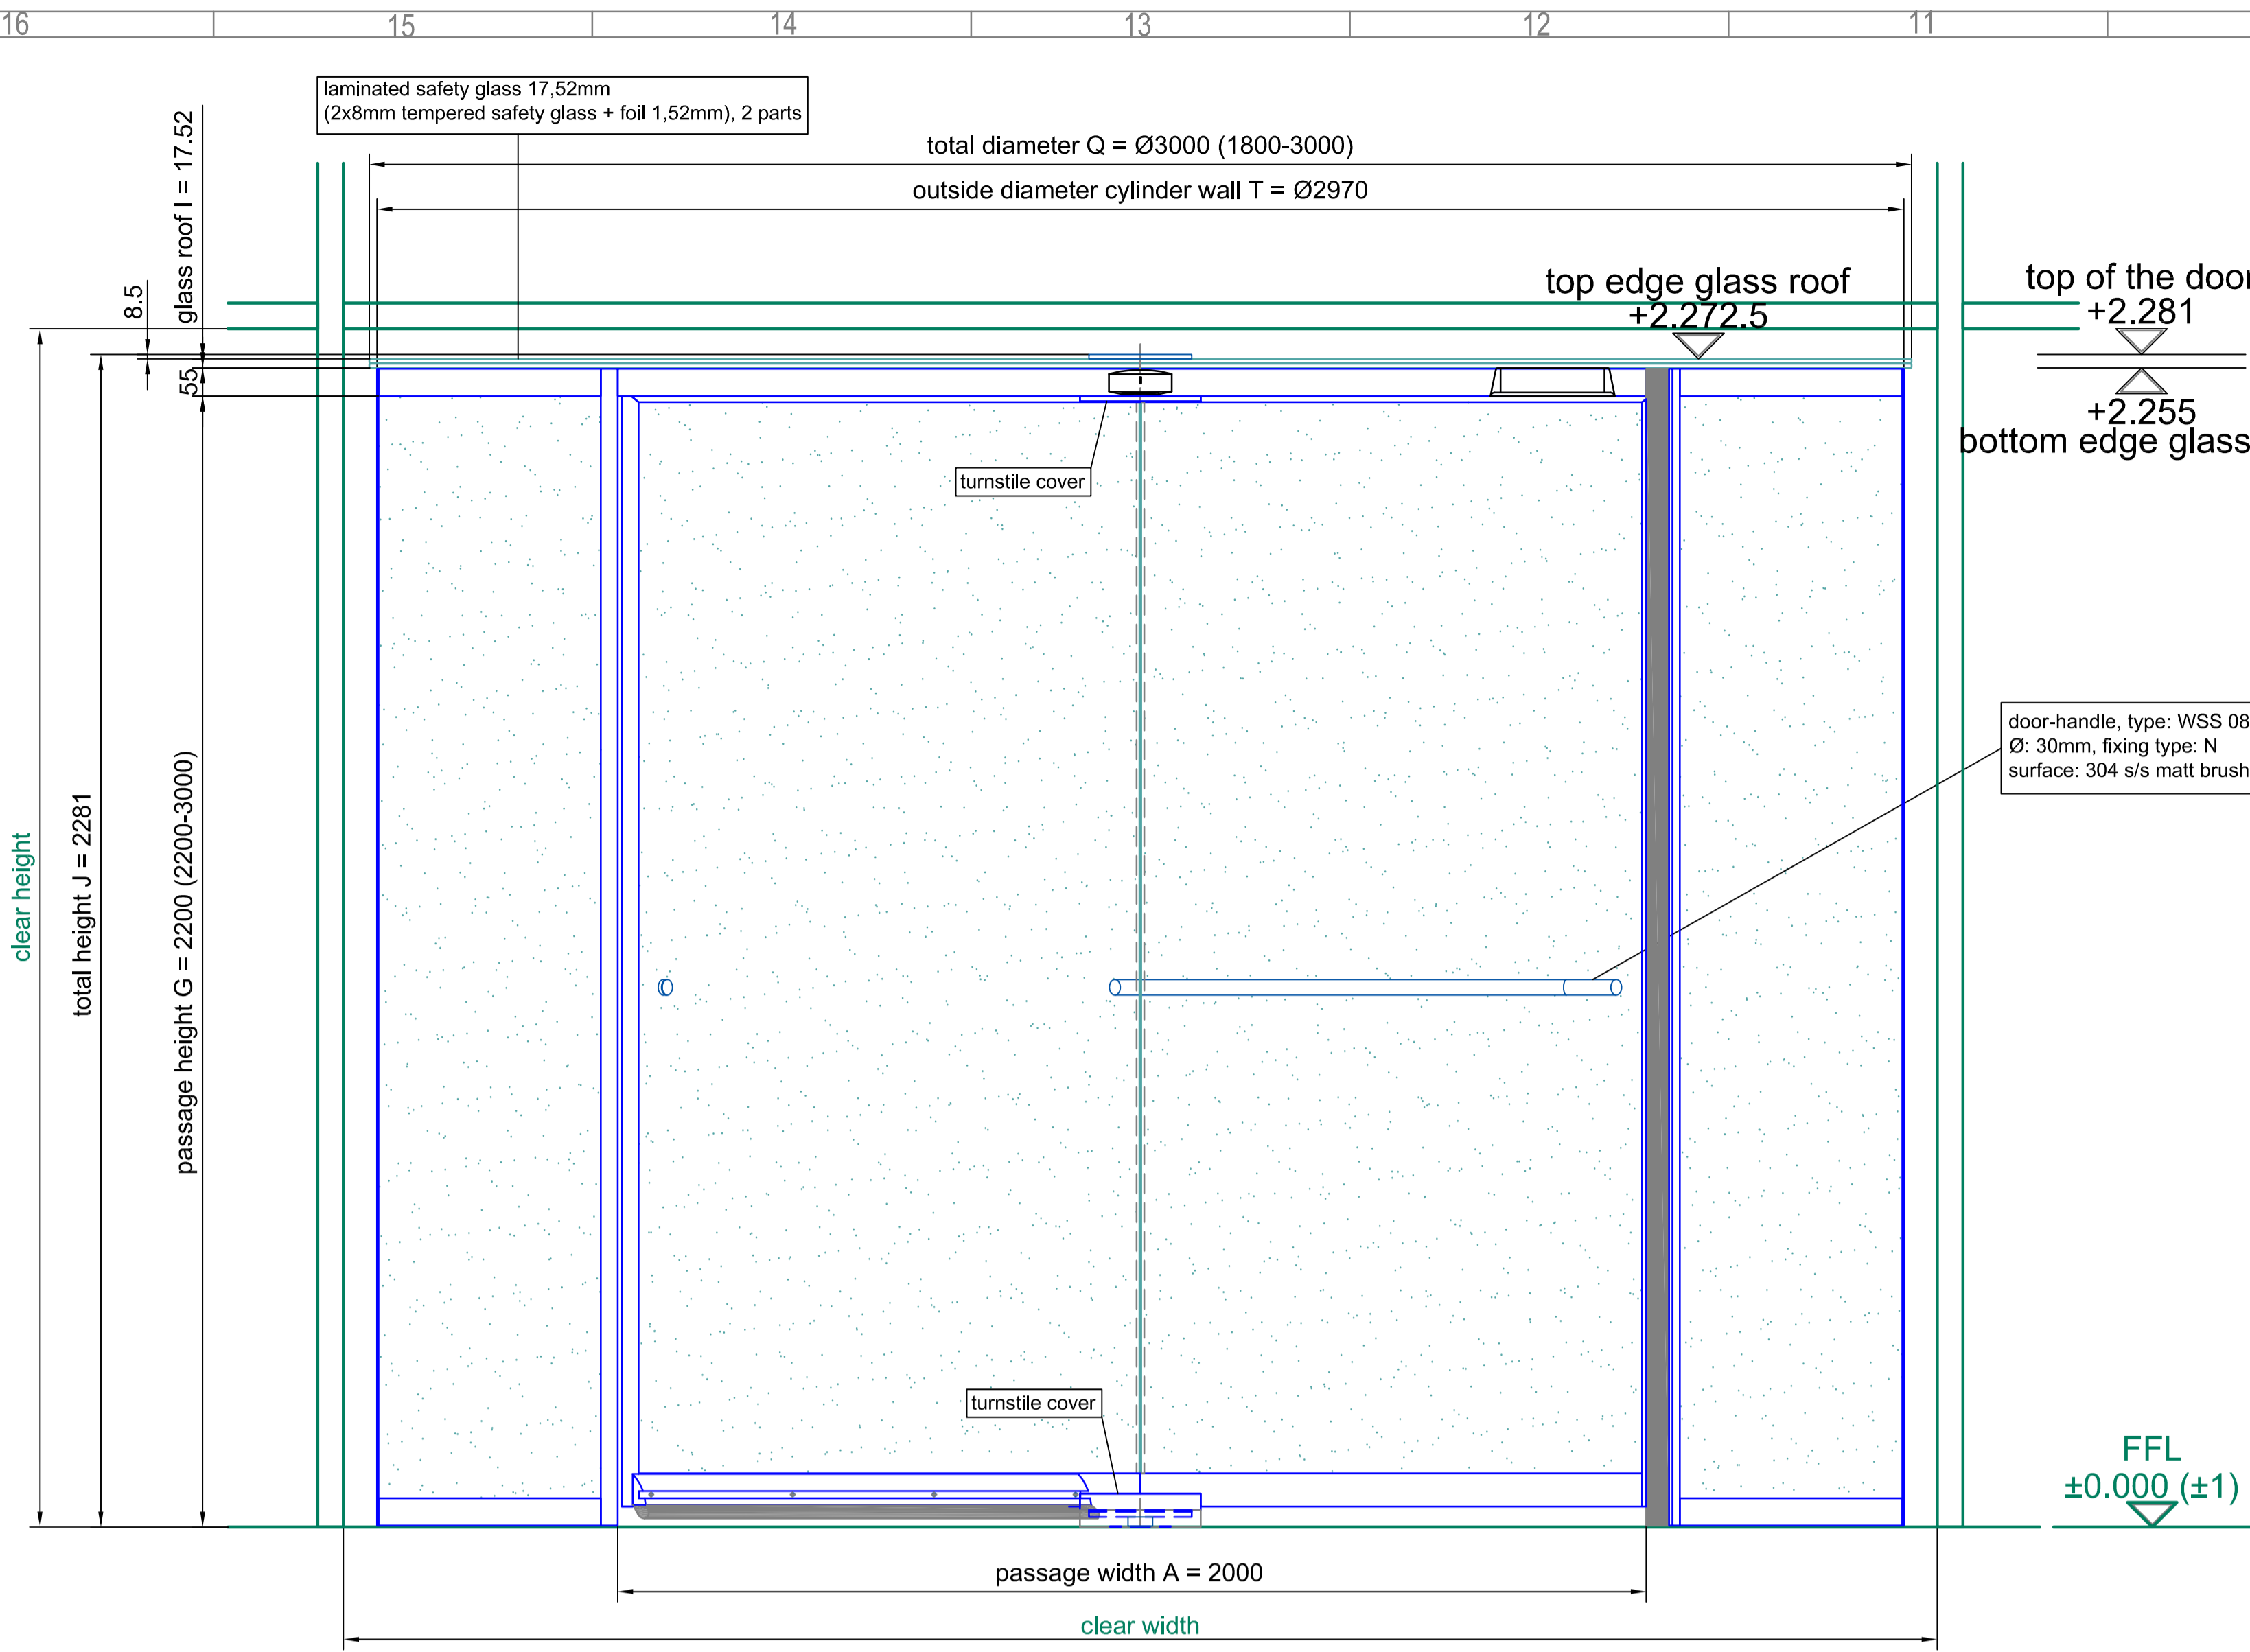 16 15 14 13 12 11
laminated safety glass 17,52mm
(2x8mm tempered safety glass + foil 1,52mm), 2 parts
total diameter Q = Ø3000 (1800-3000)
outside diameter cylinder wall T = Ø2970
glass roof I = 17.52
8.5
55
top edge glass roof
+2.272.5
top of the door
+2.281
+2.255
bottom edge glass
turnstile cover
door-handle, type: WSS 08
Ø: 30mm, fixing type: N
surface: 304 s/s matt brush
clear height
total height J = 2281
passage height G = 2200 (2200-3000)
turnstile cover
FFL
±0.000 (±1)
passage width A = 2000
clear width